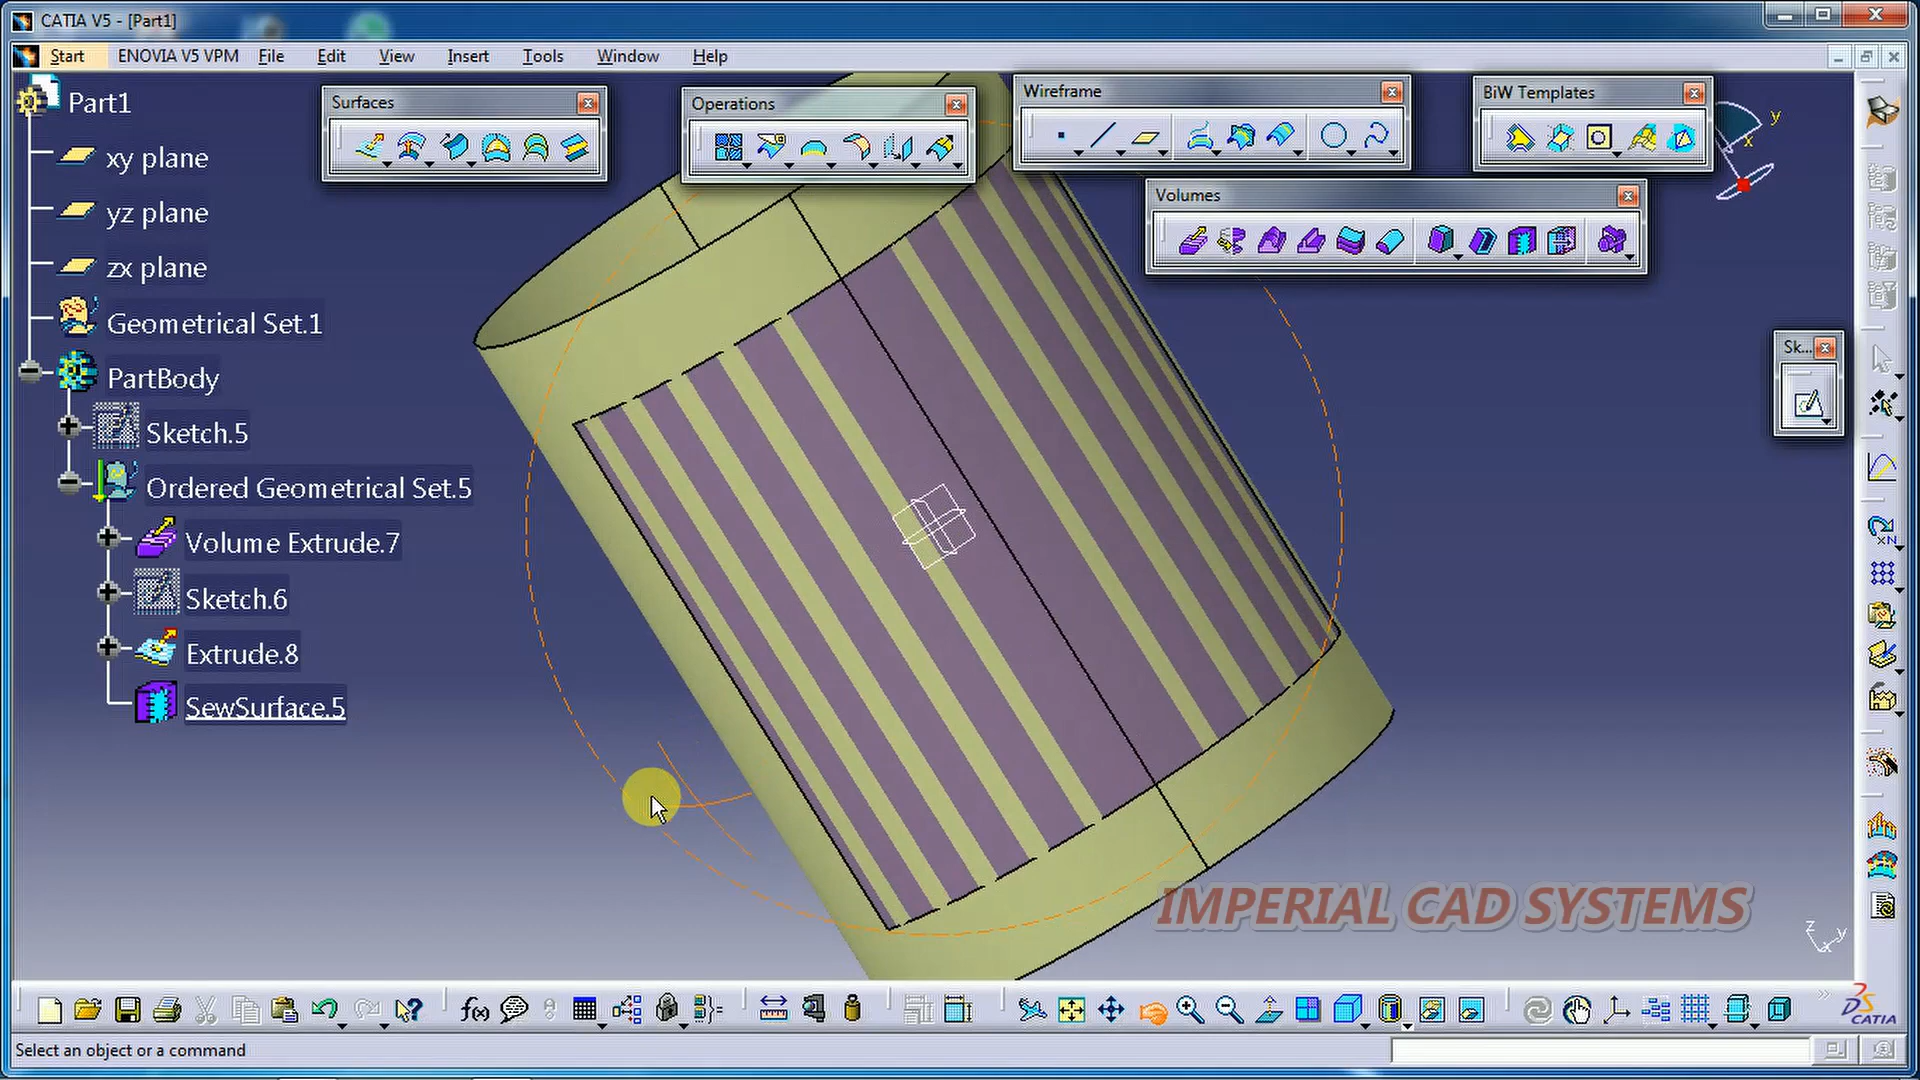 CATIA V5 - [Part1]
Start ENOVIA V5 VPM File Edit View Insert Tools Window Help
Surfaces
Operations
Wireframe
BiW Templates
Volumes
Sk...
Part1
xy plane
yz plane
zx plane
Geometrical Set.1
PartBody
Sketch.5
Ordered Geometrical Set.5
Volume Extrude.7
Sketch.6
Extrude.8
SewSurface.5
y
x
IMPERIAL CAD SYSTEMS
z
y
x
f(x)
xN
CATIA
Select an object or a command